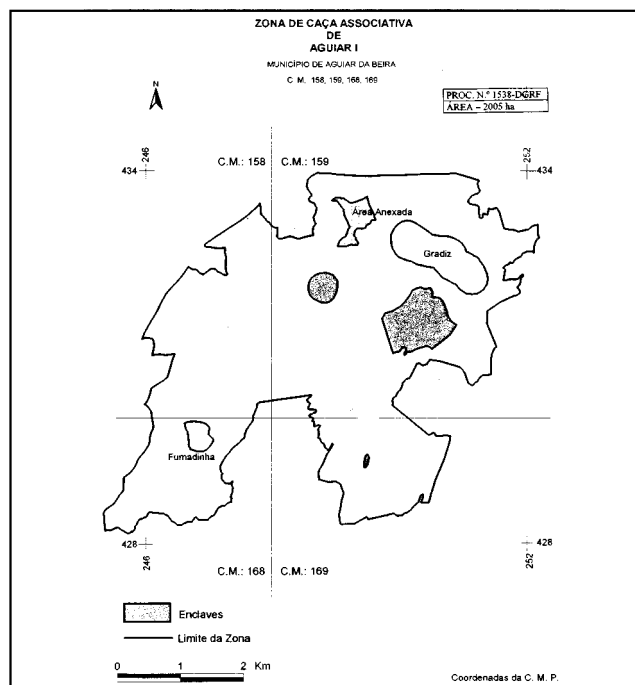 ZONA DE CAÇA ASSOCIATIVA
DE
AGUIAR I
MUNICÍPIO DE AGUIAR DA BEIRA
C. M. 158, 159, 168, 169
N
PROC. N.º 1538-DGRF
ÁREA – 2005 ha
246
252
434
C.M.: 158
C.M.: 159
434
Área Anexada
Gradiz
Fumadinha
428
428
246
252
C.M.: 168
C.M.: 169
Enclaves
Limite da Zona
0 1 2 Km
Coordenadas da C. M. P.